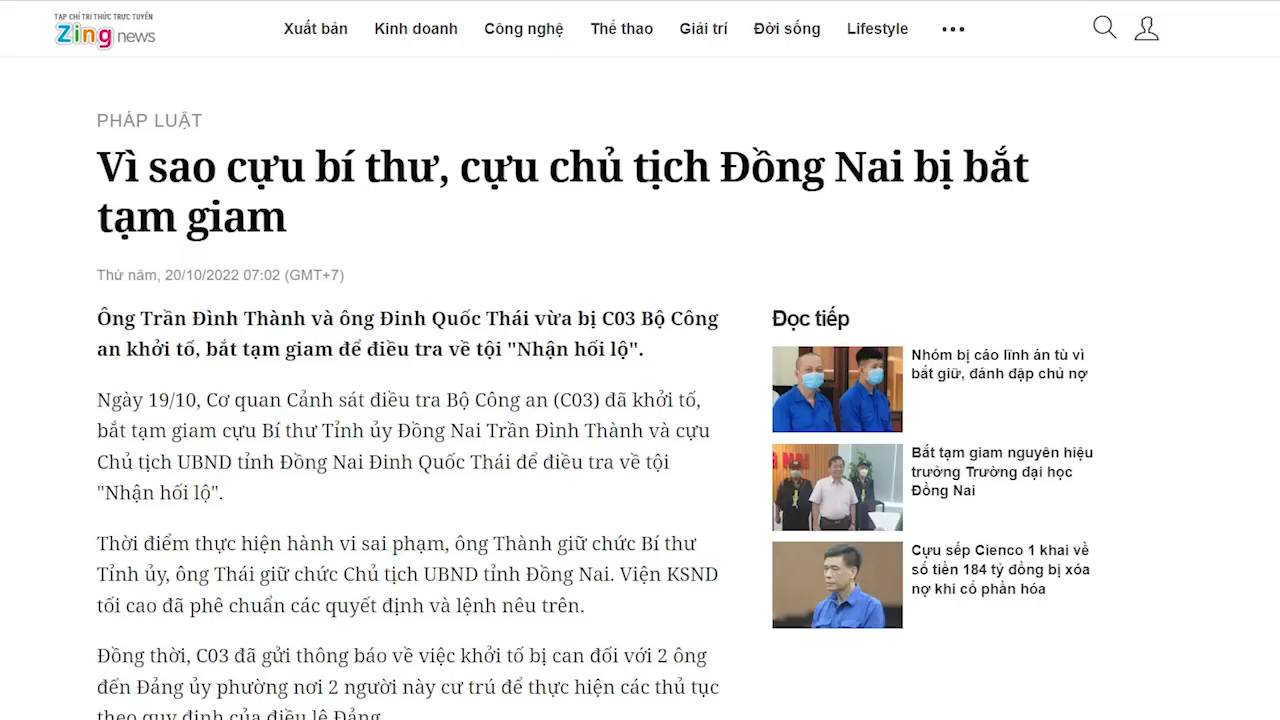 TẠP CHÍ TRI THỨC TRỰC TUYẾN
Zing news
Xuất bản Kinh doanh Công nghệ Thể thao Giải trí Đời sống Lifestyle
PHÁP LUẬT
Vì sao cựu bí thư, cựu chủ tịch Đồng Nai bị bắt
tạm giam
Thứ năm, 20/10/2022 07:02 (GMT+7)
Ông Trần Đình Thành và ông Đinh Quốc Thái vừa bị C03 Bộ Công
an khởi tố, bắt tạm giam để điều tra về tội "Nhận hối lộ".
Ngày 19/10, Cơ quan Cảnh sát điều tra Bộ Công an (C03) đã khởi tố,
bắt tạm giam cựu Bí thư Tỉnh ủy Đồng Nai Trần Đình Thành và cựu
Chủ tịch UBND tỉnh Đồng Nai Đinh Quốc Thái để điều tra về tội
"Nhận hối lộ".
Thời điểm thực hiện hành vi sai phạm, ông Thành giữ chức Bí thư
Tỉnh ủy, ông Thái giữ chức Chủ tịch UBND tỉnh Đồng Nai. Viện KSND
tối cao đã phê chuẩn các quyết định và lệnh nêu trên.
Đồng thời, C03 đã gửi thông báo về việc khởi tố bị can đối với 2 ông
đến Đảng ủy phường nơi 2 người này cư trú để thực hiện các thủ tục
theo quy định của điều lệ Đảng.
Đọc tiếp
Nhóm bị cáo lĩnh án tù vì
bắt giữ, đánh đập chủ nợ
Bắt tạm giam nguyên hiệu
trưởng Trường đại học
Đồng Nai
Cựu sếp Cienco 1 khai về
số tiền 184 tỷ đồng bị xóa
nợ khi cổ phần hóa